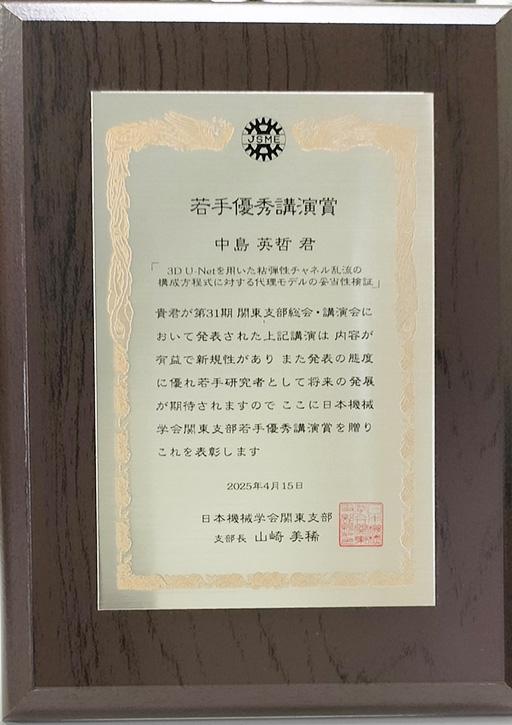 JSME
若手優秀講演賞
中島 英哲 君
「3D U-Netを用いた粘弾性チャネル乱流の
構成方程式に対する代理モデルの妥当性検証」
貴君が第31期 関東支部総会・講演会に
おいて発表された上記講演は 内容が
有益で新規性があり また発表の態度
に優れ若手研究者として将来の発展
が期待されますので ここに日本機械
学会関東支部若手優秀講演賞を贈り
これを表彰します
2025年4月15日
日本機械学会関東支部
支部長 山崎 美稀